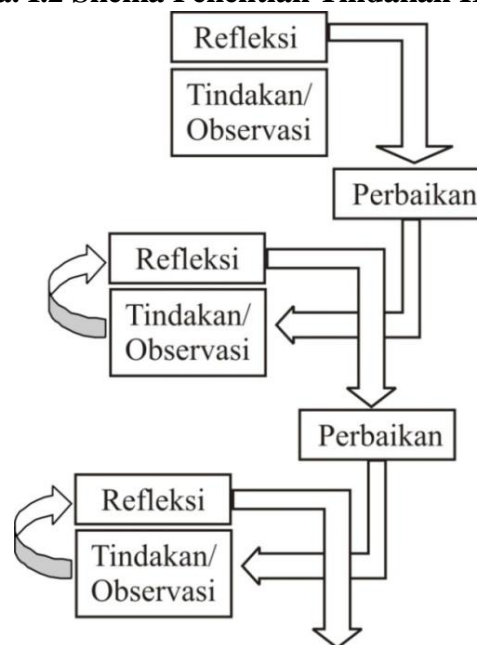 Refleksi
Tindakan/
Observasi
Perbaikan
Refleksi
Tindakan/
Observasi
Perbaikan
Refleksi
Tindakan/
Observasi